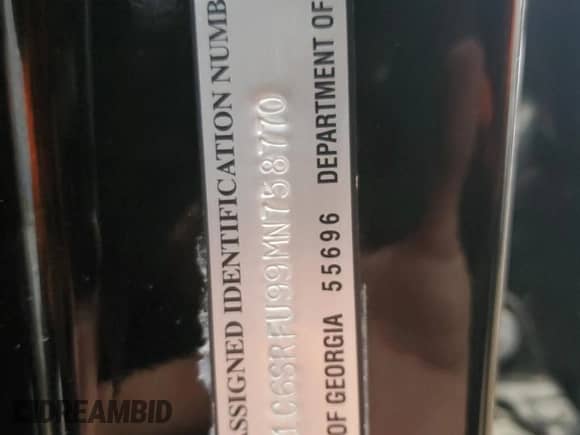 ASSIGNED IDENTIFICATION NUMB
1C6SRFU99MN758770
OF GEORGIA 55696 DEPARTMENT OF
DREAMBID